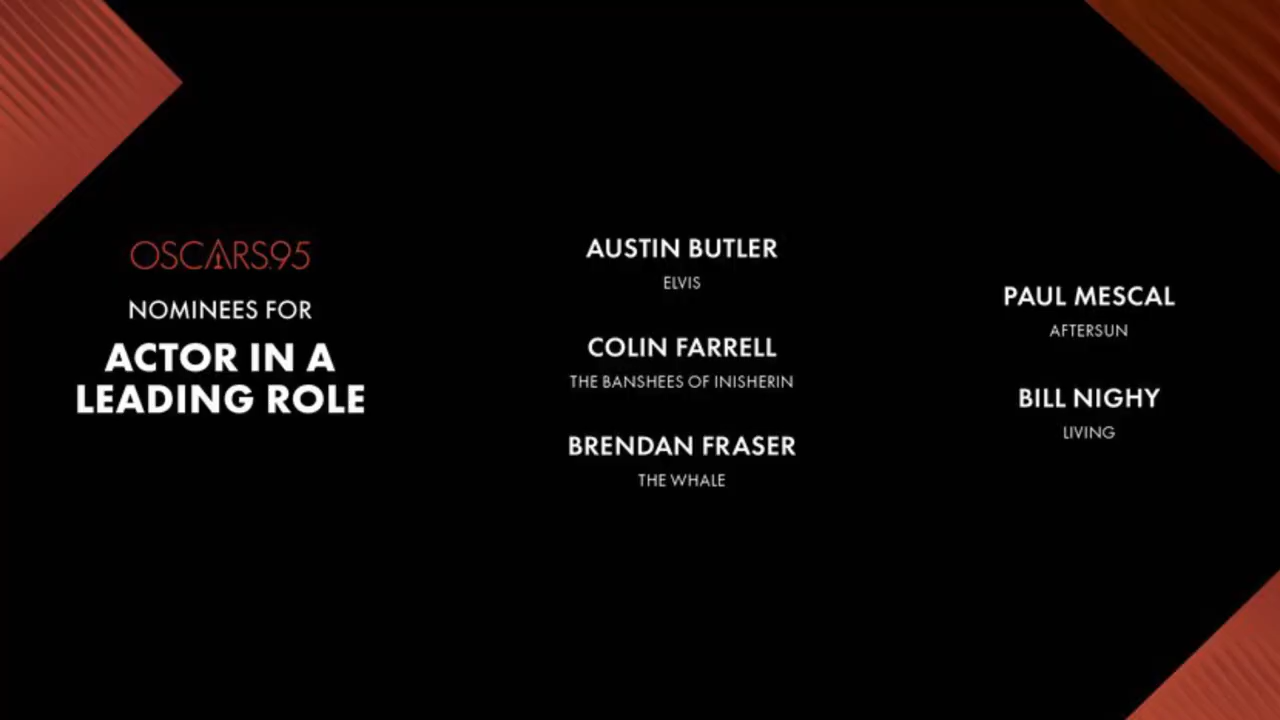 OSCARS95
NOMINEES FOR
ACTOR IN A
LEADING ROLE
AUSTIN BUTLER
ELVIS
COLIN FARRELL
THE BANSHEES OF INISHERIN
BRENDAN FRASER
THE WHALE
PAUL MESCAL
AFTERSUN
BILL NIGHY
LIVING